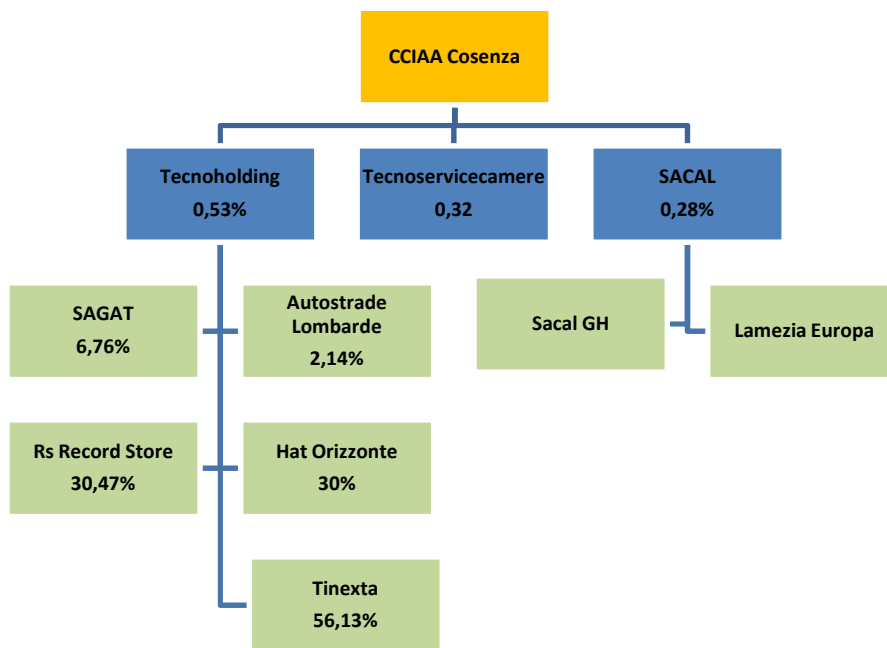 CCIAA Cosenza
Tecnoholding
0,53%
Tecnoservicecamere
0,32
SACAL
0,28%
SAGAT
6,76%
Autostrade
Lombarde
2,14%
Sacal GH
Lamezia Europa
Rs Record Store
30,47%
Hat Orizzonte
30%
Tinexta
56,13%